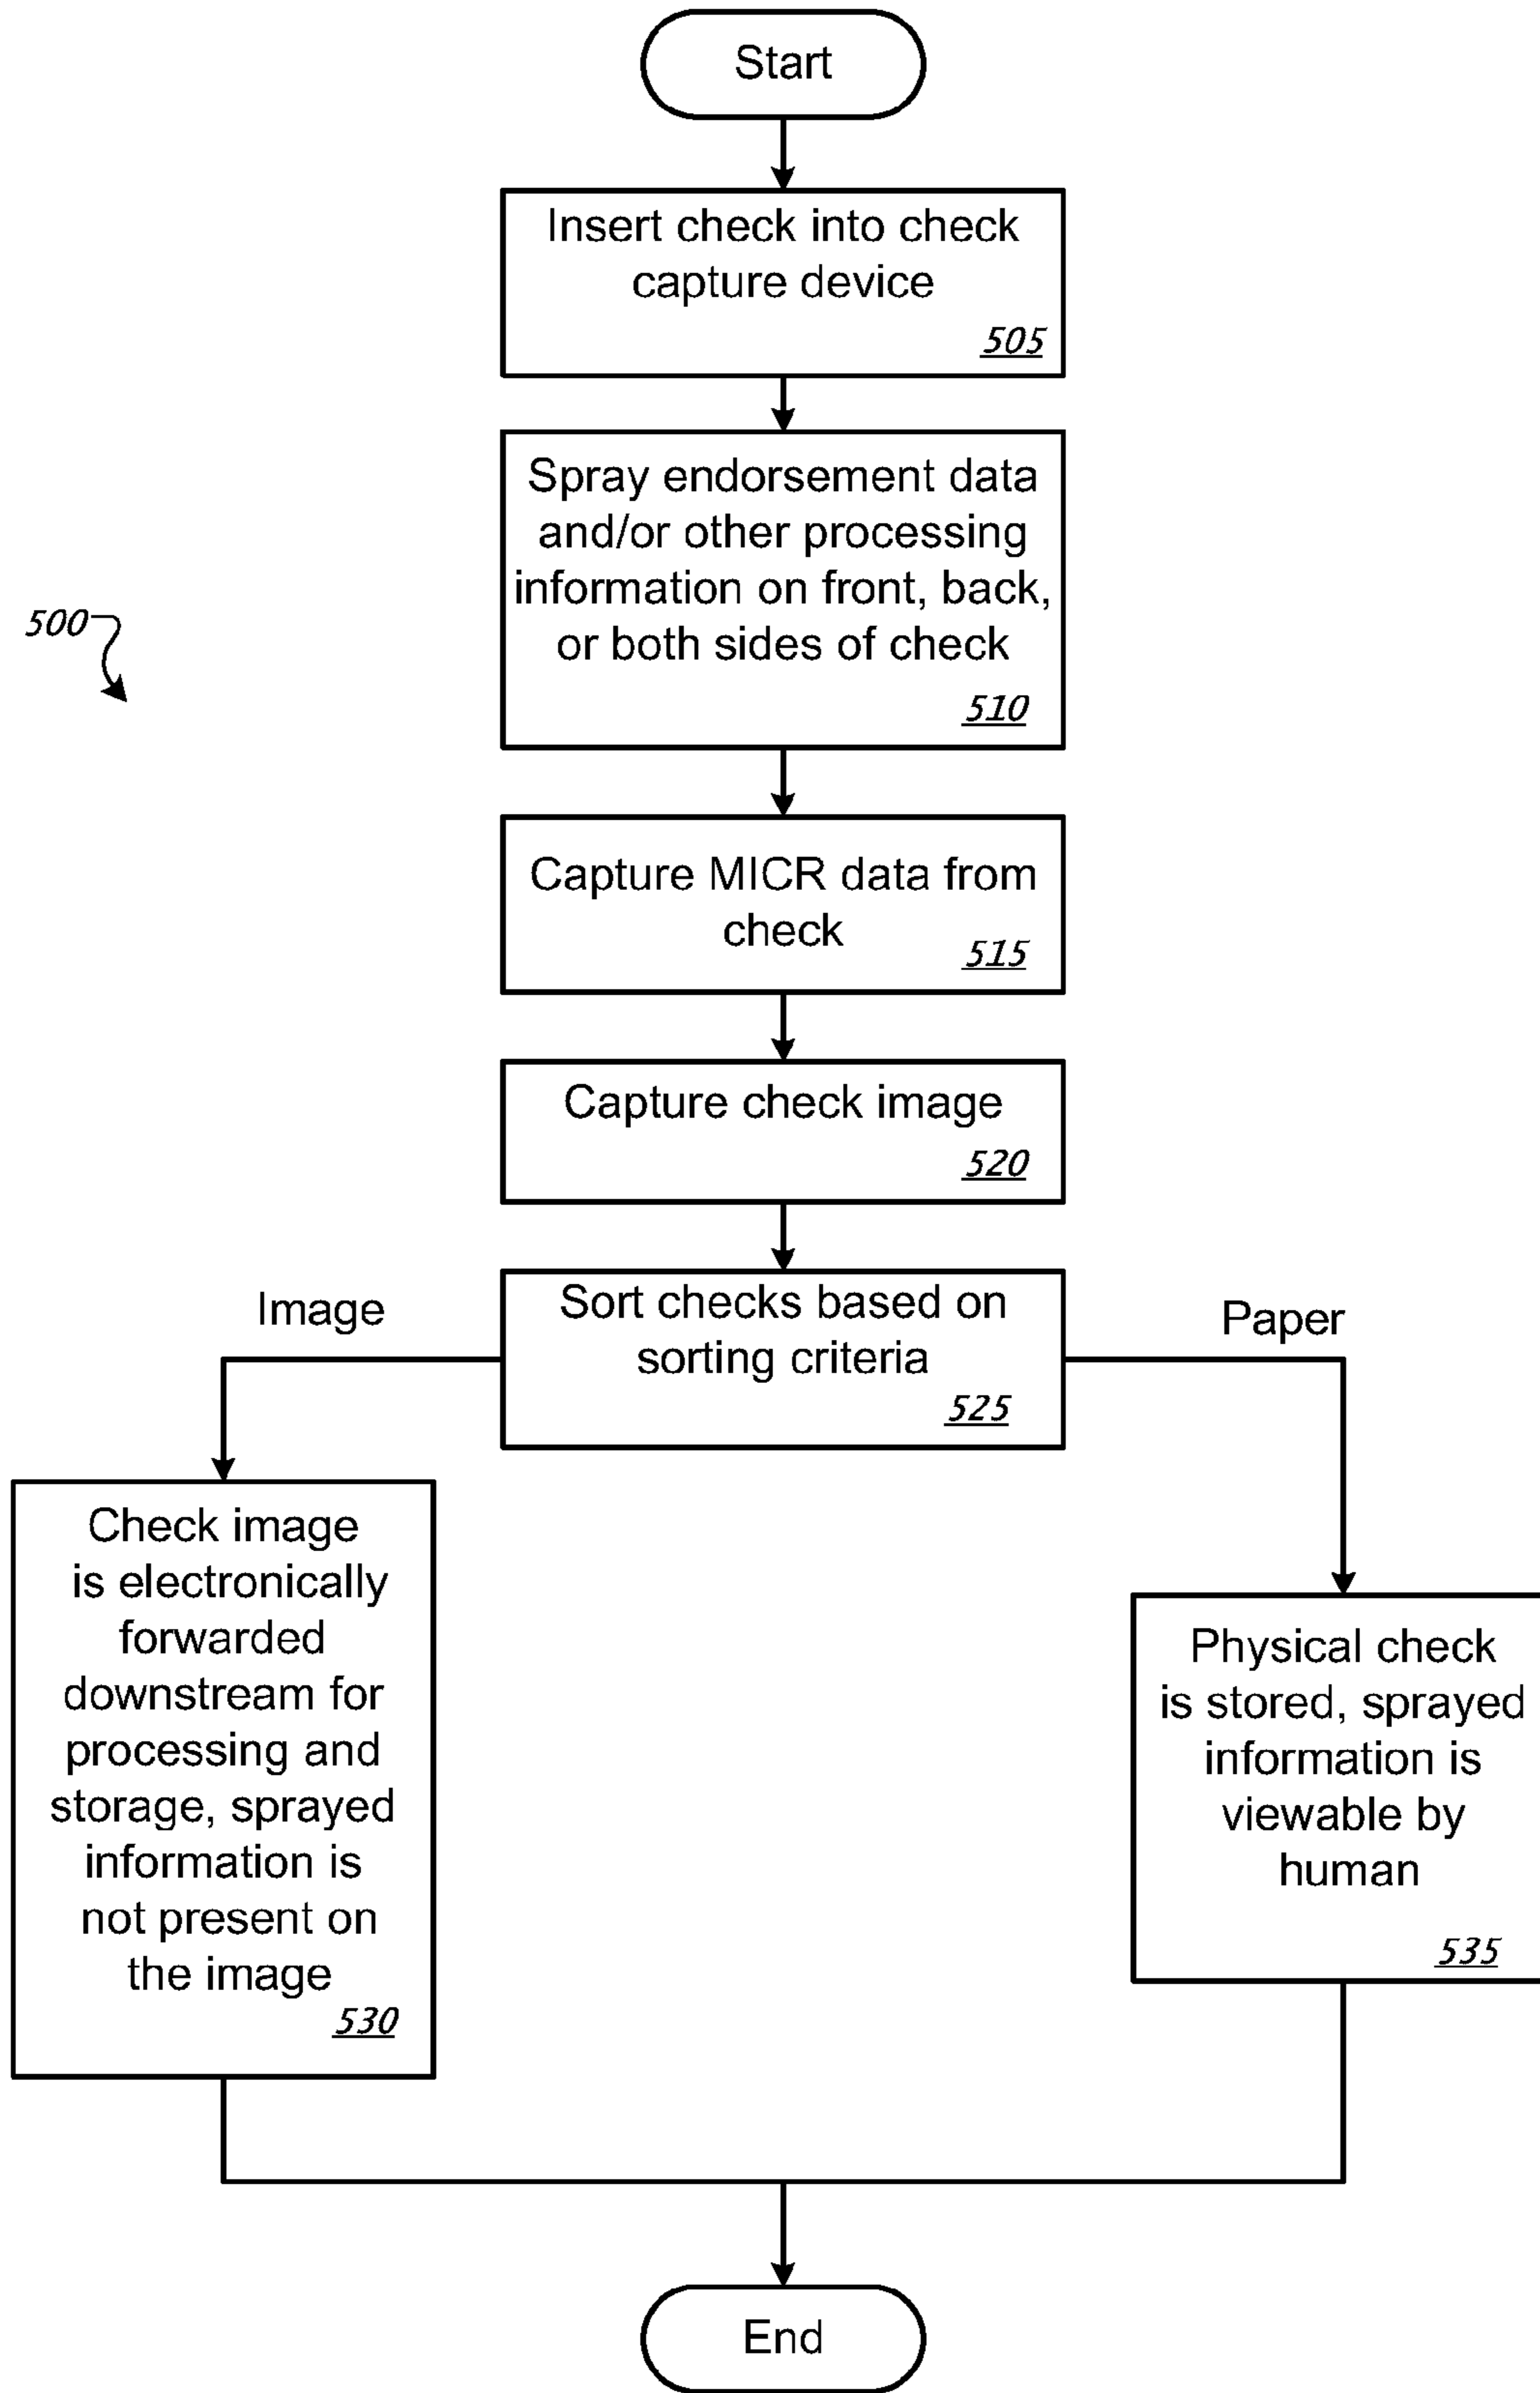 Start
Insert check into check
capture device
505
Spray endorsement data
and/or other processing
information on front, back,
or both sides of check
510
500
Capture MICR data from
check
515
Capture check image
520
Image
Sort checks based on
sorting criteria
525
Paper
Check image
is electronically
forwarded
downstream for
processing and
storage, sprayed
information is
not present on
the image
530
Physical check
is stored, sprayed
information is
viewable by
human
535
End